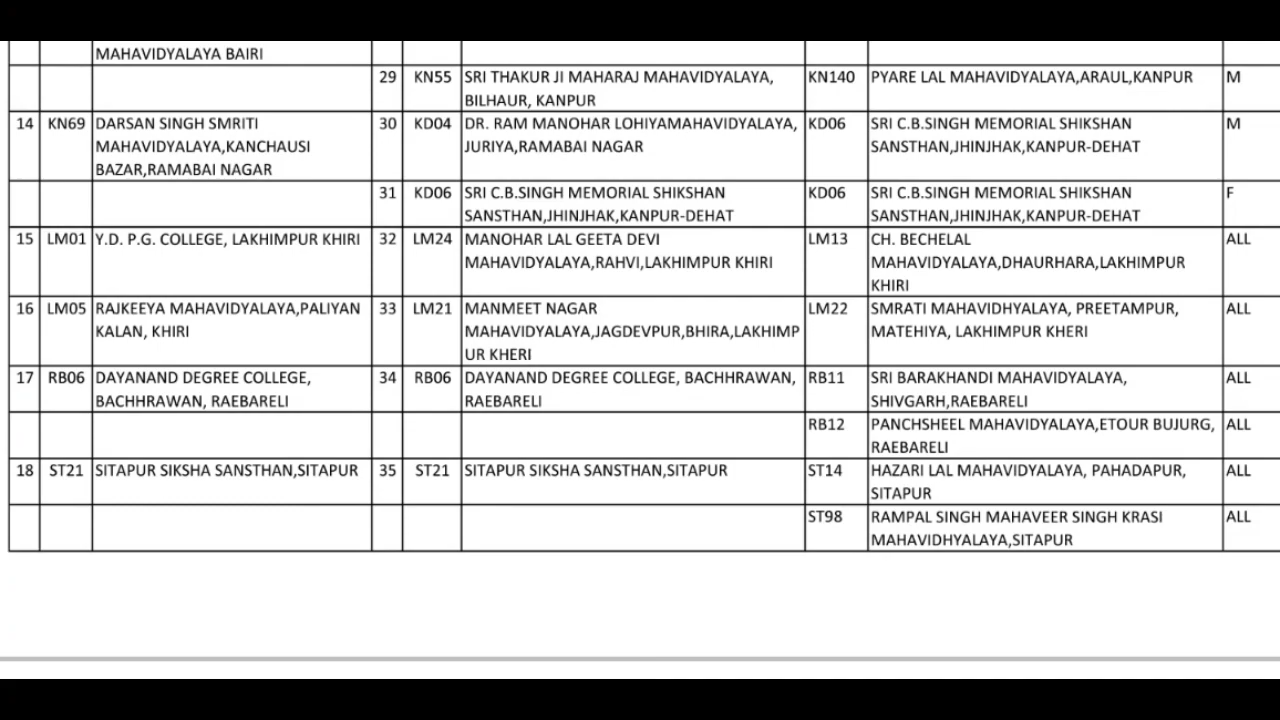 MAHAVIDYALAYA BAIRI
29 KN55 SRI THAKUR JI MAHARAJ MAHAVIDYALAYA, KN140 PYARE LAL MAHAVIDYALAYA,ARAUL,KANPUR M
BILHAUR, KANPUR
14 KN69 DARSAN SINGH SMRITI 30 KD04 DR. RAM MANOHAR LOHIYAMAHAVIDYALAYA, KD06 SRI C.B.SINGH MEMORIAL SHIKSHAN M
MAHAVIDYALAYA,KANCHAUSI JURIYA,RAMABAI NAGAR SANSTHAN,JHINJHAK,KANPUR-DEHAT
BAZAR,RAMABAI NAGAR
31 KD06 SRI C.B.SINGH MEMORIAL SHIKSHAN KD06 SRI C.B.SINGH MEMORIAL SHIKSHAN F
SANSTHAN,JHINJHAK,KANPUR-DEHAT SANSTHAN,JHINJHAK,KANPUR-DEHAT
15 LM01 Y.D. P.G. COLLEGE, LAKHIMPUR KHIRI 32 LM24 MANOHAR LAL GEETA DEVI LM13 CH. BECHELAL ALL
MAHAVIDYALAYA,RAHVI,LAKHIMPUR KHIRI MAHAVIDYALAYA,DHAURHARA,LAKHIMPUR
KHIRI
16 LM05 RAJKEEYA MAHAVIDYALAYA,PALIYAN 33 LM21 MANMEET NAGAR LM22 SMRATI MAHAVIDHYALAYA, PREETAMPUR, ALL
KALAN, KHIRI MAHAVIDYALAYA,JAGDEVPUR,BHIRA,LAKHIMP MATEHIYA, LAKHIMPUR KHERI
UR KHERI
17 RB06 DAYANAND DEGREE COLLEGE, 34 RB06 DAYANAND DEGREE COLLEGE, BACHHRAWAN, RB11 SRI BARAKHANDI MAHAVIDYALAYA, ALL
BACHHRAWAN, RAEBARELI RAEBARELI SHIVGARH,RAEBARELI
RB12 PANCHSHEEL MAHAVIDYALAYA,ETOUR BUJURG, ALL
RAEBARELI
18 ST21 SITAPUR SIKSHA SANSTHAN,SITAPUR 35 ST21 SITAPUR SIKSHA SANSTHAN,SITAPUR ST14 HAZARI LAL MAHAVIDYALAYA, PAHADAPUR, ALL
SITAPUR
ST98 RAMPAL SINGH MAHAVEER SINGH KRASI ALL
MAHAVIDHYALAYA,SITAPUR